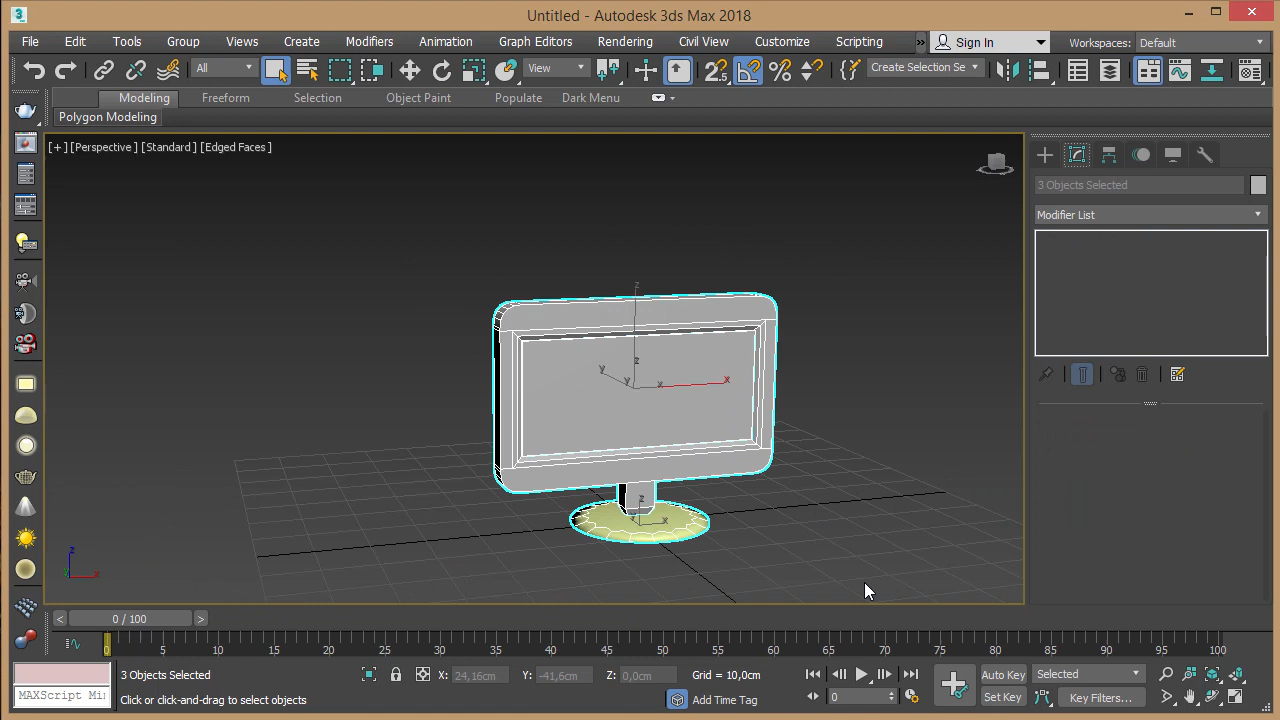 Untitled - Autodesk 3ds Max 2018
File Edit Tools Group Views Create Modifiers Animation Graph Editors Rendering Civil View Customize Scripting » Sign In Workspaces: Default
All View Create Selection Se
Modeling Freeform Selection Object Paint Populate Dark Menu
Polygon Modeling
[+] [Perspective] [Standard] [Edged Faces]
3 Objects Selected
Modifier List
z
z
y y x x
z
y x
z
y x
< 0 / 100 >
0 5 10 15 20 25 30 35 40 45 50 55 60 65 70 75 80 85 90 95 100
3 Objects Selected X: 24,16cm Y: -41,6cm Z: 0,0cm Grid = 10,0cm Auto Key Selected
MAXScript Mi Click or click-and-drag to select objects Add Time Tag 0 Set Key Key Filters...